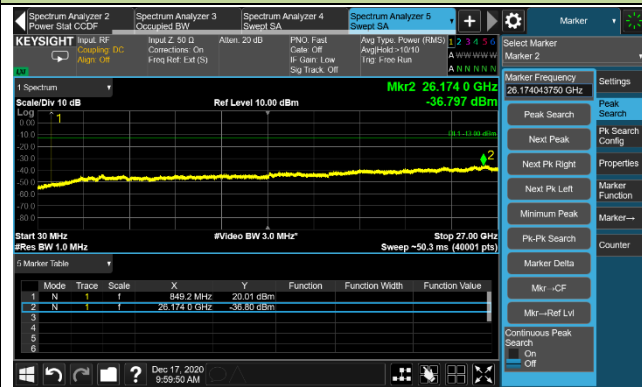 Spectrum Analyzer 2
Power Stat CCDF
Spectrum Analyzer 3
Occupied BW
Spectrum Analyzer 4
Swept SA
Spectrum Analyzer 5
Swept SA
Marker
KEYSIGHT
Input: RF
Coupling: DC
Align: Off
Input Z: 50 Ω
Corrections: On
Freq Ref: Ext (S)
Atten: 20 dB
PNO: Fast
Gate: Off
IF Gain: Low
Sig Track: Off
Avg Type: Power (RMS)
Avg|Hold:>10/10
Trig: Free Run
1 2 3 4 5 6
A W W W W W
A N N N N N
LXI
1 Spectrum
Scale/Div 10 dB
Ref Level 10.00 dBm
Mkr2 26.174 0 GHz
-36.797 dBm
Log
0.00
-10.0
-20.0
-30.0
-40.0
-50.0
-60.0
-70.0
-80.0
1
DL1 -13.00 dBm
2
Start 30 MHz
#Res BW 1.0 MHz
#Video BW 3.0 MHz*
Stop 27.00 GHz
Sweep ~50.3 ms (40001 pts)
5 Marker Table
Mode Trace Scale X Y Function Function Width Function Value
1 N 1 f 849.2 MHz 20.01 dBm
2 N 1 f 26.174 0 GHz -36.80 dBm
3
4
5
6
Dec 17, 2020
9:59:50 AM
Select Marker
Marker 2
Marker Frequency
26.174043750 GHz
Peak Search
Next Peak
Next Pk Right
Next Pk Left
Minimum Peak
Pk-Pk Search
Marker Delta
Mkr→CF
Mkr→Ref Lvl
Continuous Peak
Search
On
Off
Settings
Peak
Search
Pk Search
Config
Properties
Marker
Function
Marker→
Counter